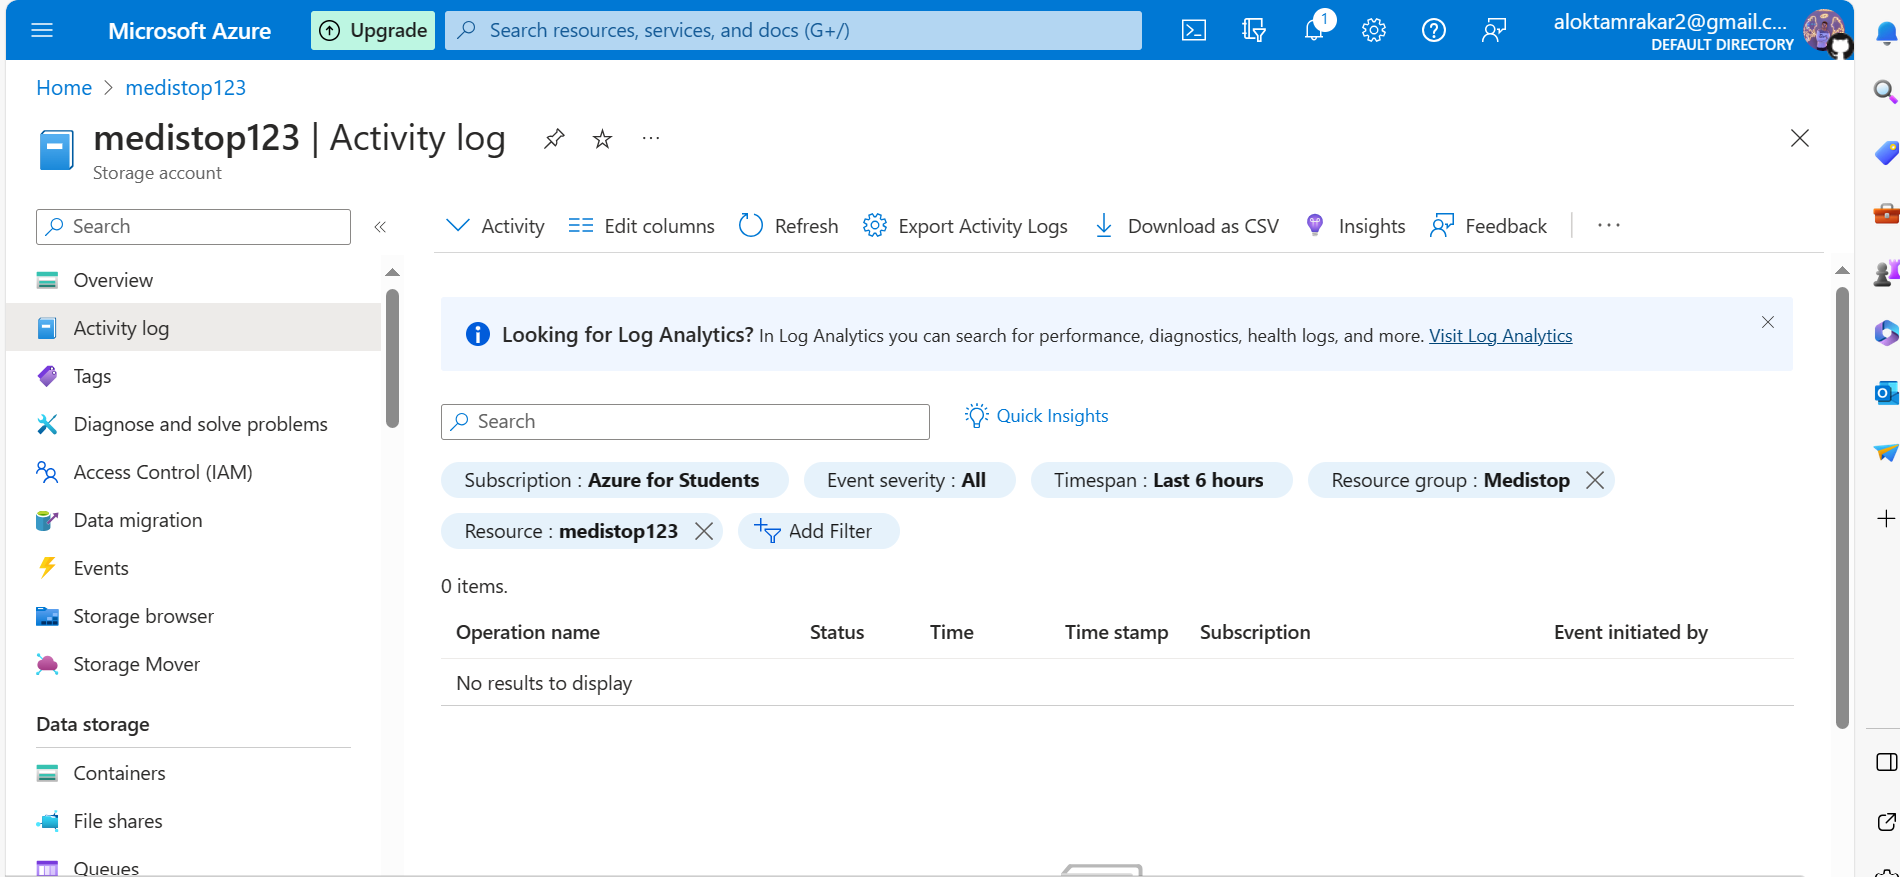 Microsoft Azure
Upgrade
Search resources, services, and docs (G+/)
1
aloktamrakar2@gmail.c...
DEFAULT DIRECTORY
Home > medistop123
medistop123 | Activity log
Storage account
Search
Activity
Edit columns
Refresh
Export Activity Logs
Download as CSV
Insights
Feedback
Overview
Activity log
Tags
Diagnose and solve problems
Access Control (IAM)
Data migration
Events
Storage browser
Storage Mover
Data storage
Containers
File shares
Queues
Looking for Log Analytics? In Log Analytics you can search for performance, diagnostics, health logs, and more. Visit Log Analytics
Search
Quick Insights
Subscription : Azure for Students
Event severity : All
Timespan : Last 6 hours
Resource group : Medistop
Resource : medistop123
Add Filter
0 items.
Operation name Status Time Time stamp Subscription Event initiated by
No results to display